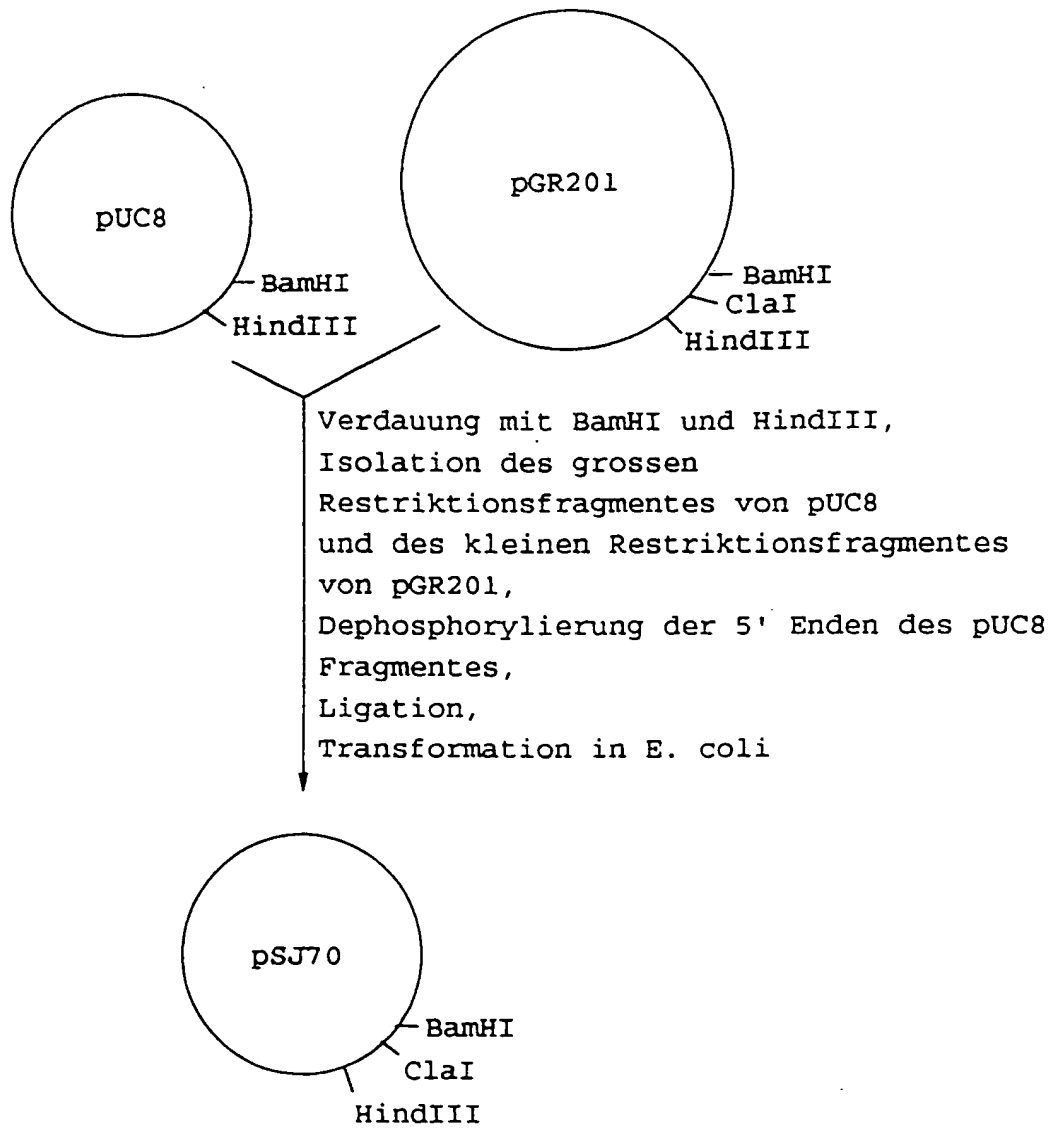 pUC8
BamHI
HindIII
pGR201
BamHI
ClaI
HindIII
Verdauung mit BamHI und HindIII,
Isolation des grossen
Restriktionsfragmentes von pUC8
und des kleinen Restriktionsfragmentes
von pGR201,
Dephosphorylierung der 5' Enden des pUC8
Fragmentes,
Ligation,
Transformation in E. coli
pSJ70
BamHI
ClaI
HindIII